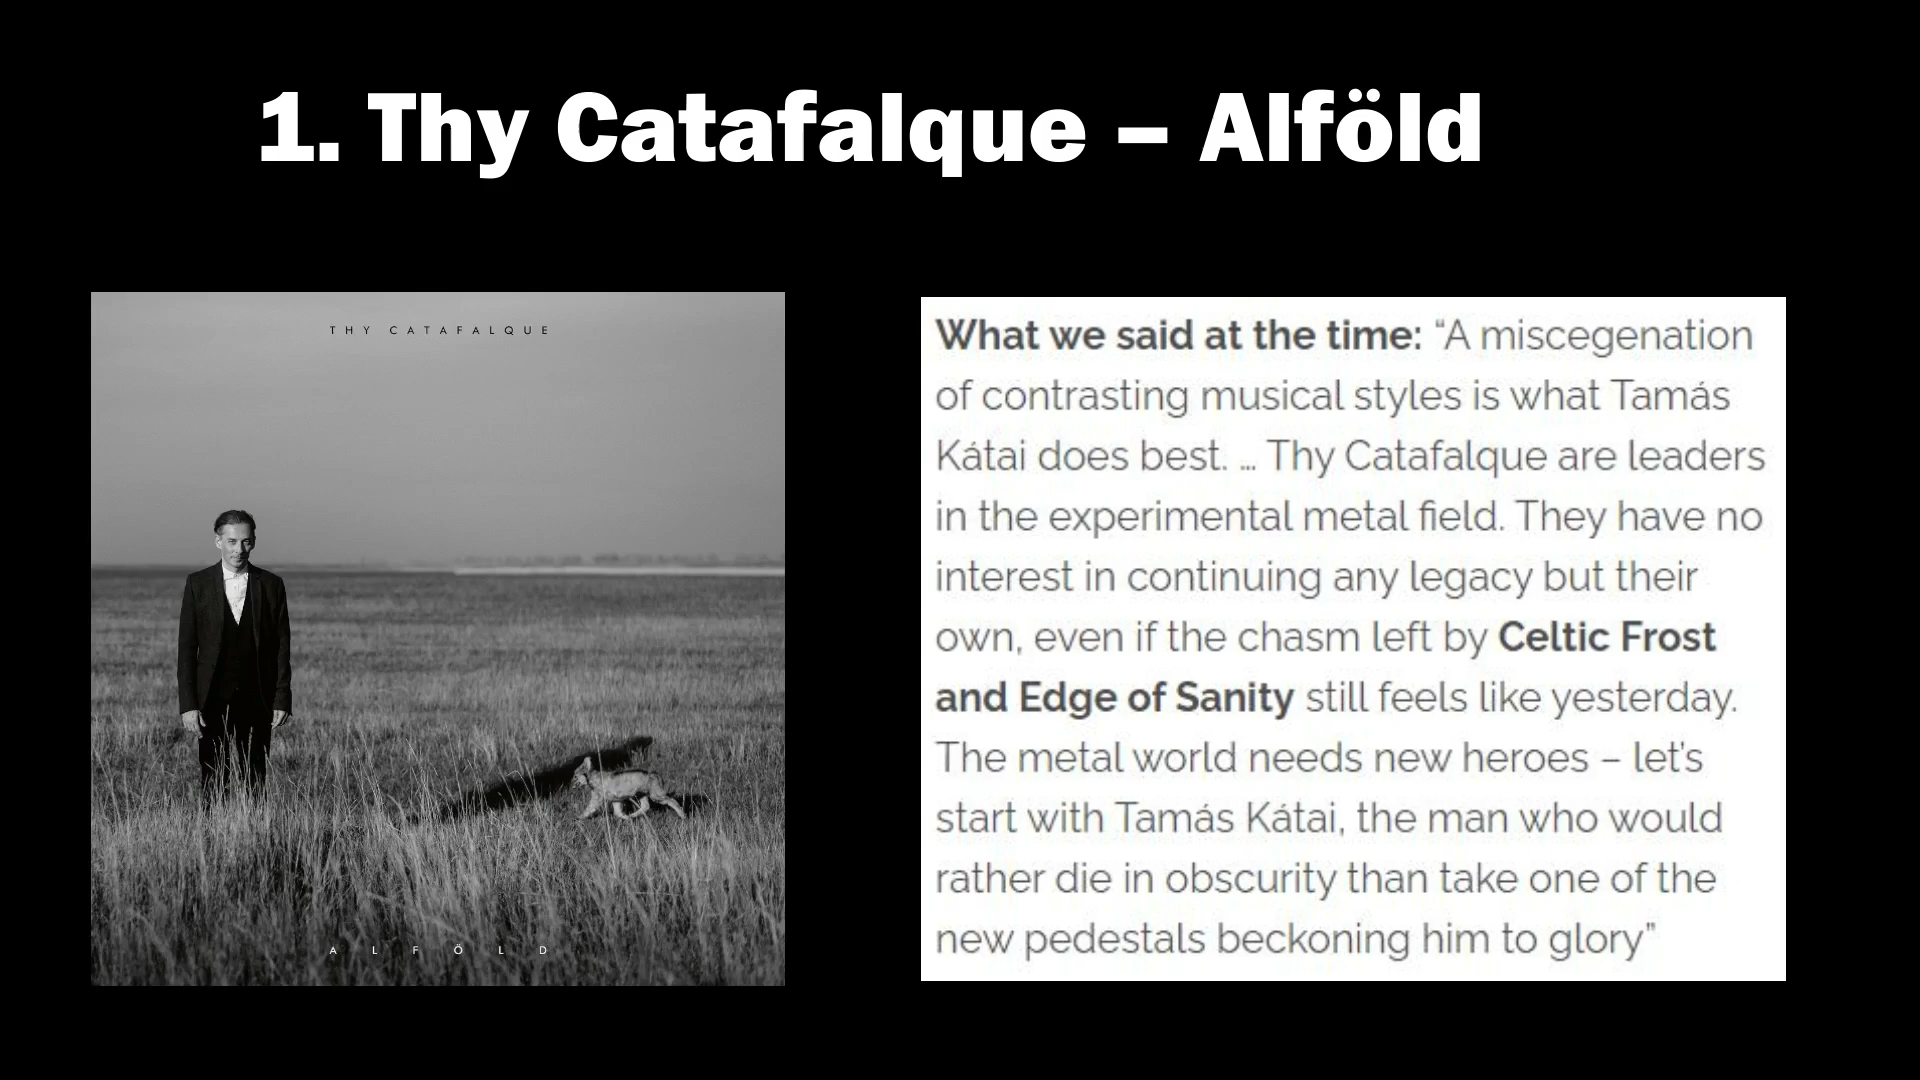 1. Thy Catafalque – Alföld
THY CATAFALQUE
ALFÖLD
What we said at the time: “A miscegenation
of contrasting musical styles is what Tamás
Kátai does best. … Thy Catafalque are leaders
in the experimental metal field. They have no
interest in continuing any legacy but their
own, even if the chasm left by Celtic Frost
and Edge of Sanity still feels like yesterday.
The metal world needs new heroes – let’s
start with Tamás Kátai, the man who would
rather die in obscurity than take one of the
new pedestals beckoning him to glory”